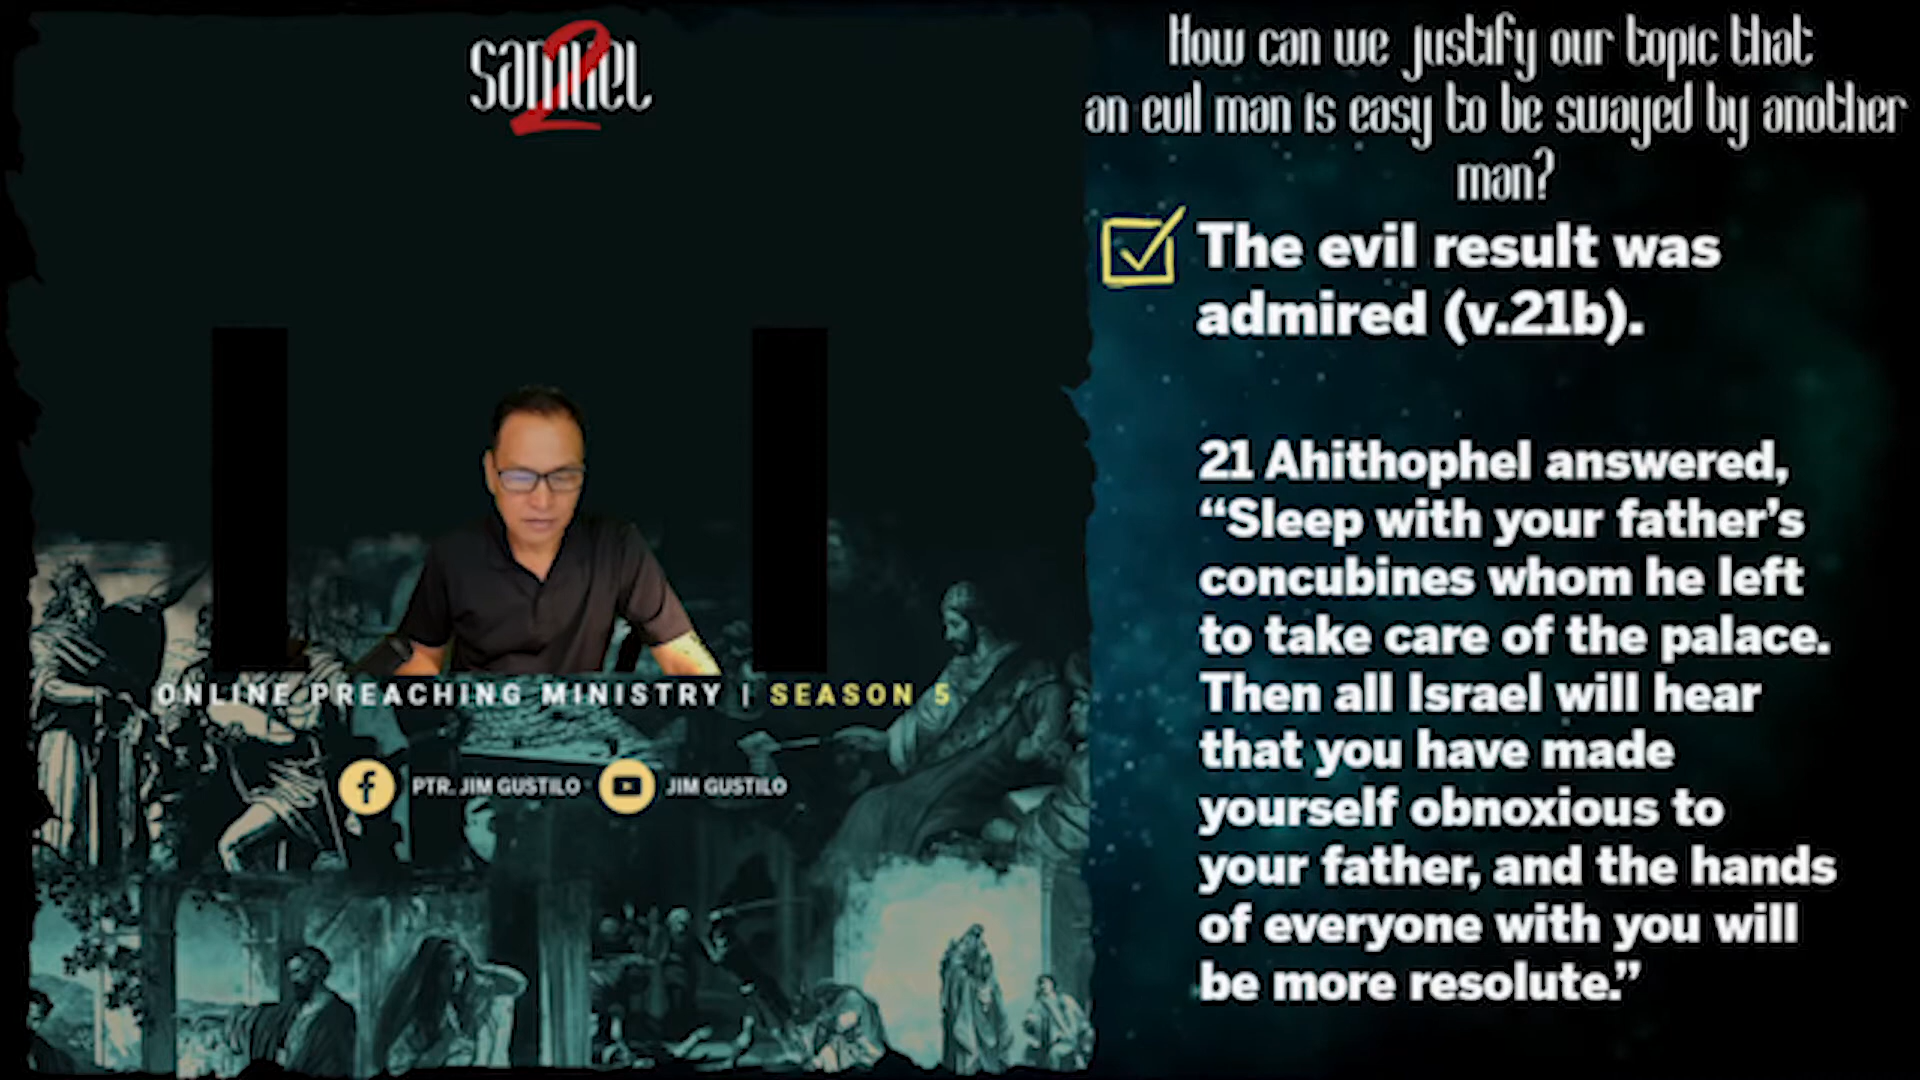 Samuel
2
ONLINE PREACHING MINISTRY | SEASON 5
PTR. JIM GUSTILO
JIM GUSTILO
How can we justify our topic that
an evil man is easy to be swayed by another
man?
The evil result was
admired (v.21b).
21 Ahithophel answered,
“Sleep with your father’s
concubines whom he left
to take care of the palace.
Then all Israel will hear
that you have made
yourself obnoxious to
your father, and the hands
of everyone with you will
be more resolute.”